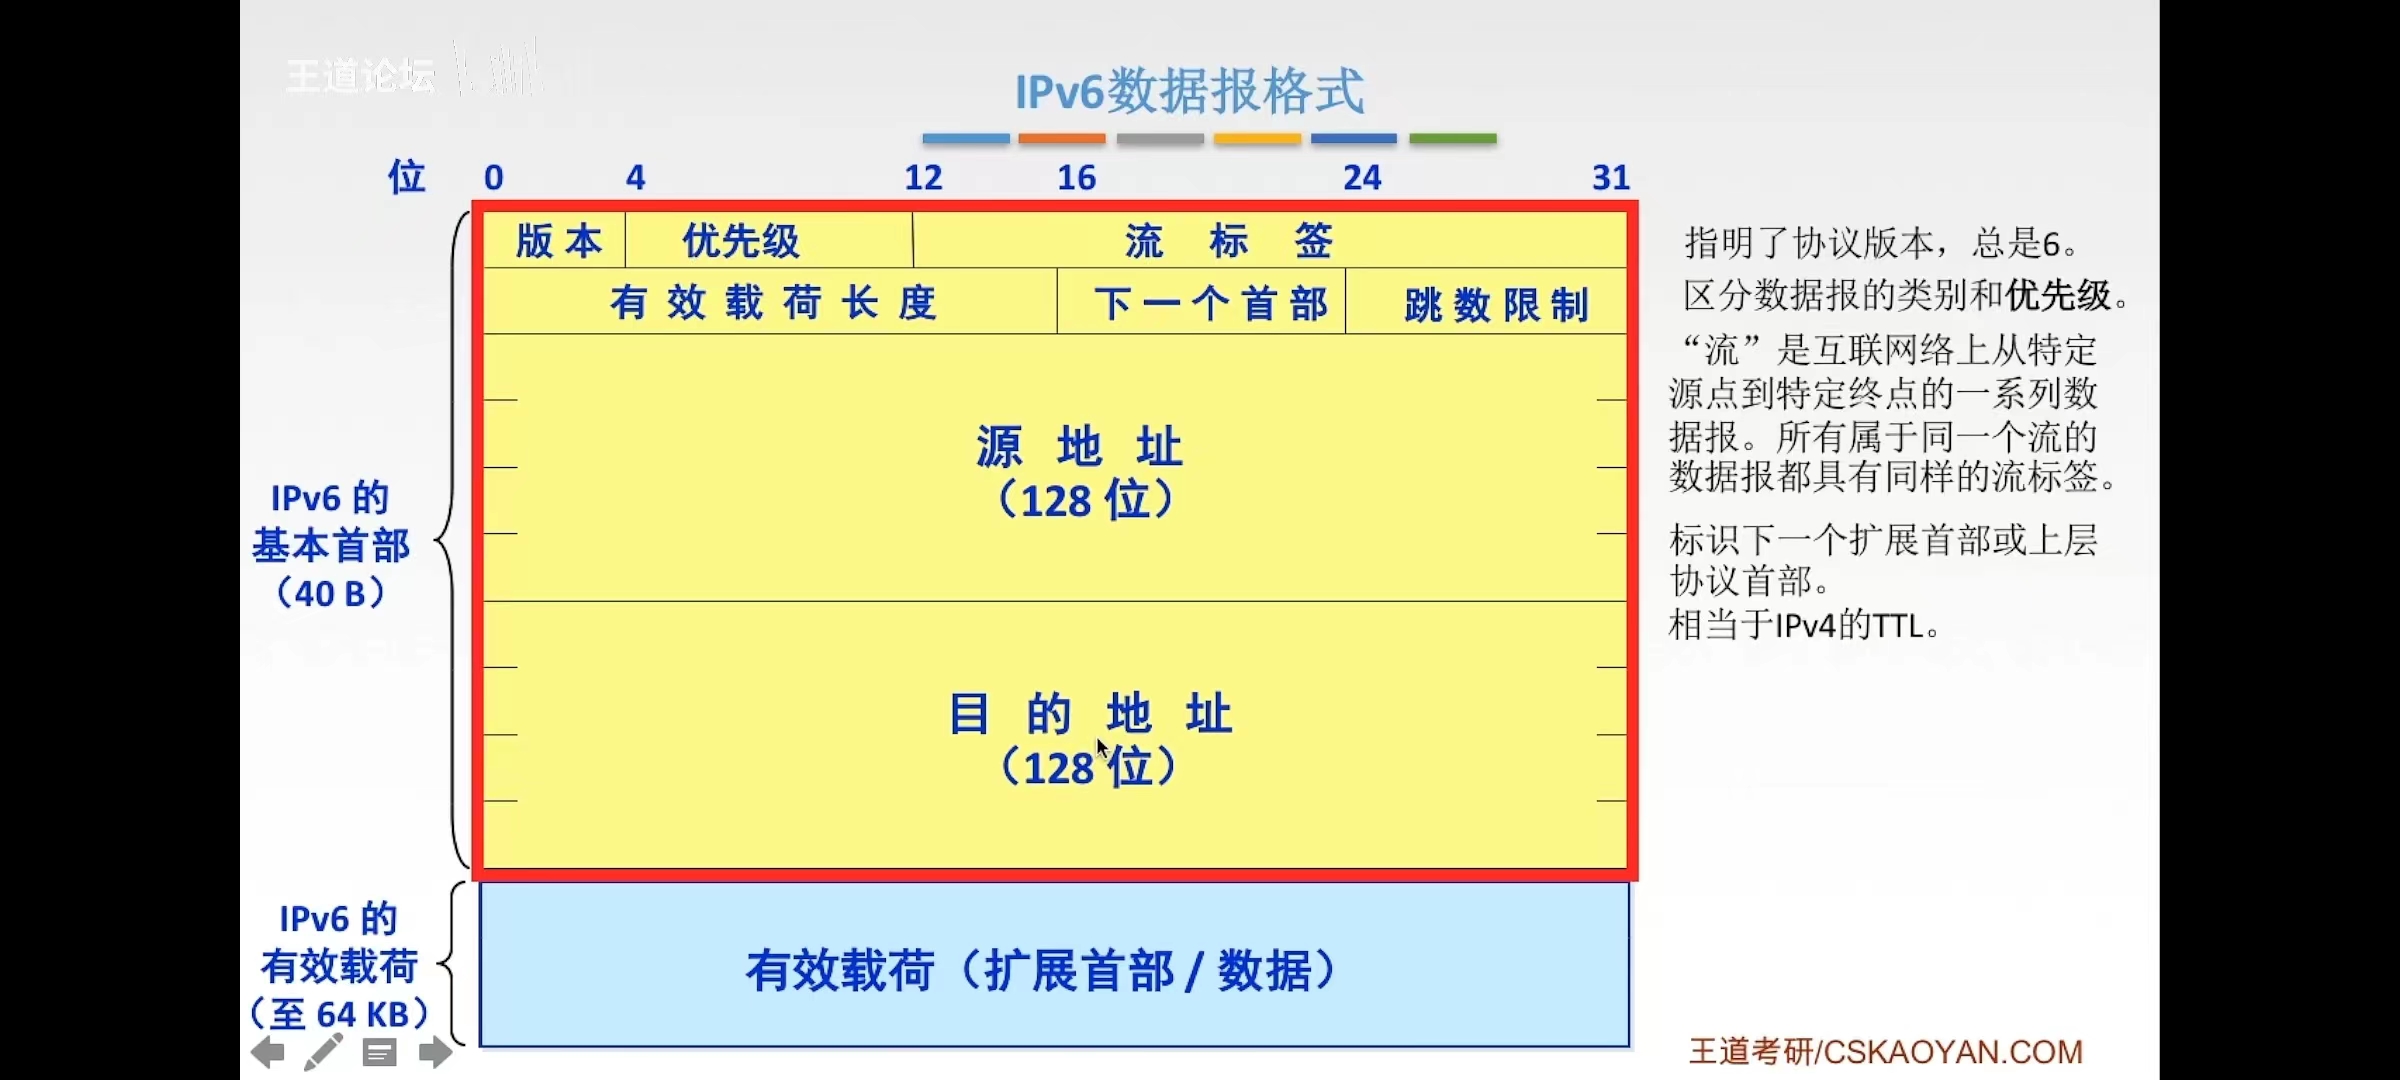 王道论坛
IPv6数据报格式
位 0 4 12 16 24 31
版本 优先级 流标签
有效载荷长度 下一个首部 跳数限制
源地址
（128 位）
目的地址
（128 位）
IPv6 的
基本首部
（40 B）
IPv6 的
有效载荷
（至 64 KB）
有效载荷（扩展首部 / 数据）
指明了协议版本，总是6。
区分数据报的类别和优先级。
“流”是互联网络上从特定
源点到特定终点的一系列数
据报。所有属于同一个流的
数据报都具有同样的流标签。
标识下一个扩展首部或上层
协议首部。
相当于IPv4的TTL。
王道考研/CSKAOYAN.COM